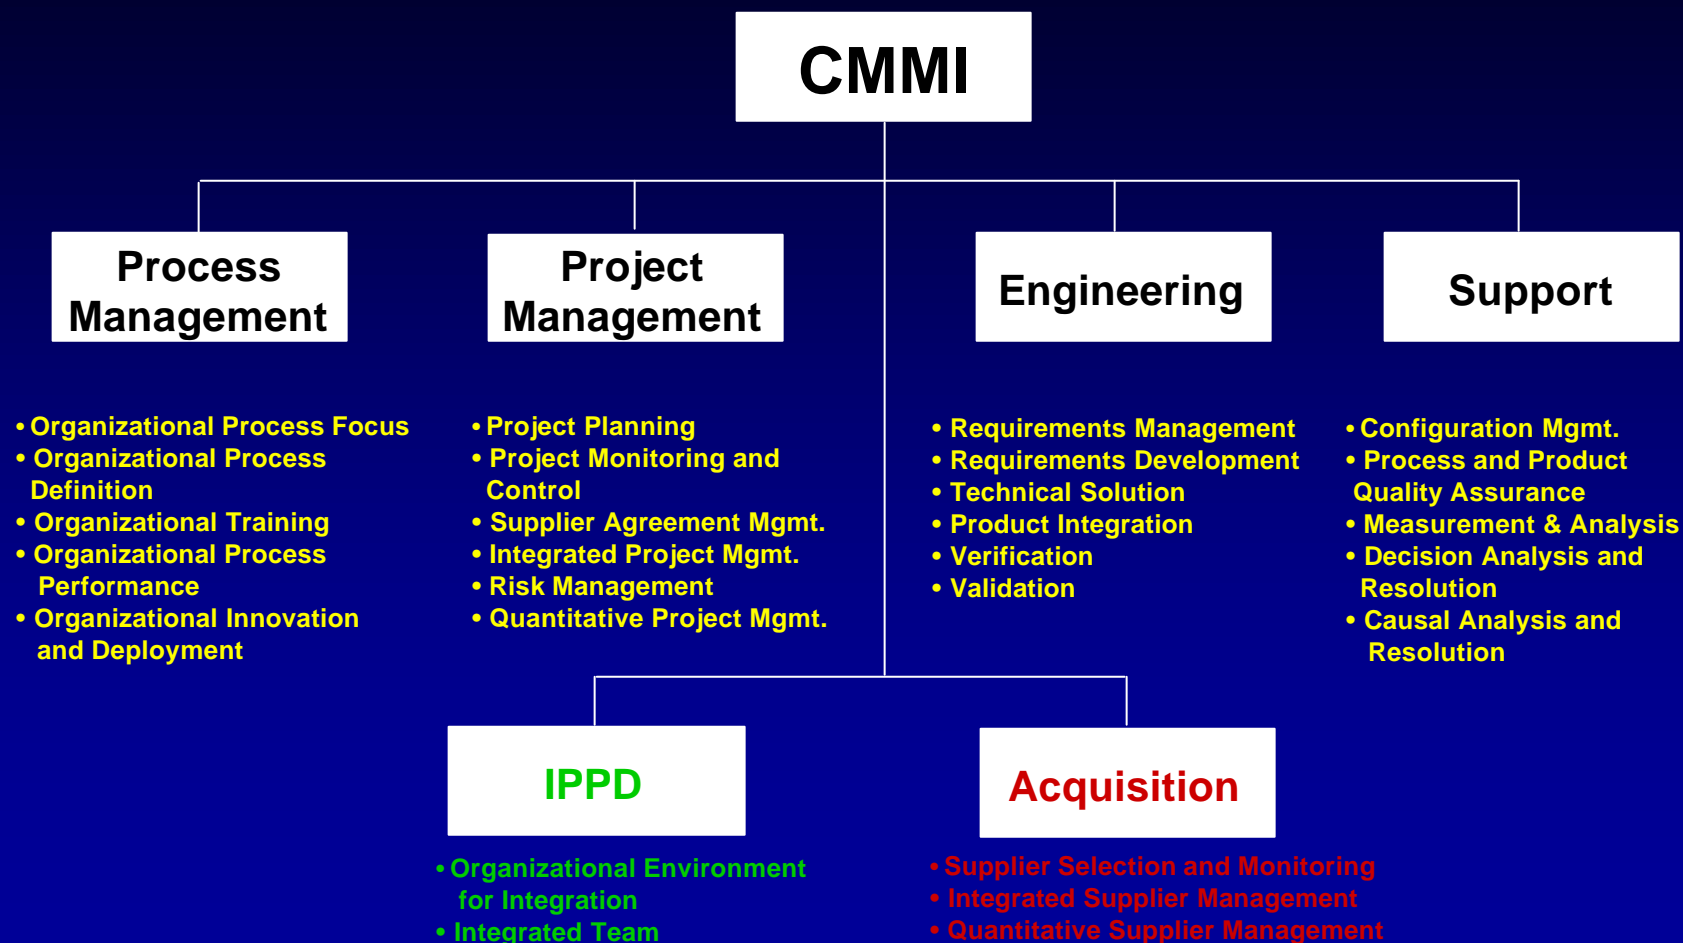 CMMI
Process
Management
Project
Management
Engineering
Support
• Organizational Process Focus
• Organizational Process
Definition
• Organizational Training
• Organizational Process
Performance
• Organizational Innovation
and Deployment
• Project Planning
• Project Monitoring and
Control
• Supplier Agreement Mgmt.
• Integrated Project Mgmt.
• Risk Management
• Quantitative Project Mgmt.
• Requirements Management
• Requirements Development
• Technical Solution
• Product Integration
• Verification
• Validation
• Configuration Mgmt.
• Process and Product
Quality Assurance
• Measurement & Analysis
• Decision Analysis and
Resolution
• Causal Analysis and
Resolution
IPPD
Acquisition
• Organizational Environment
for Integration
• Integrated Team
• Supplier Selection and Monitoring
• Integrated Supplier Management
• Quantitative Supplier Management